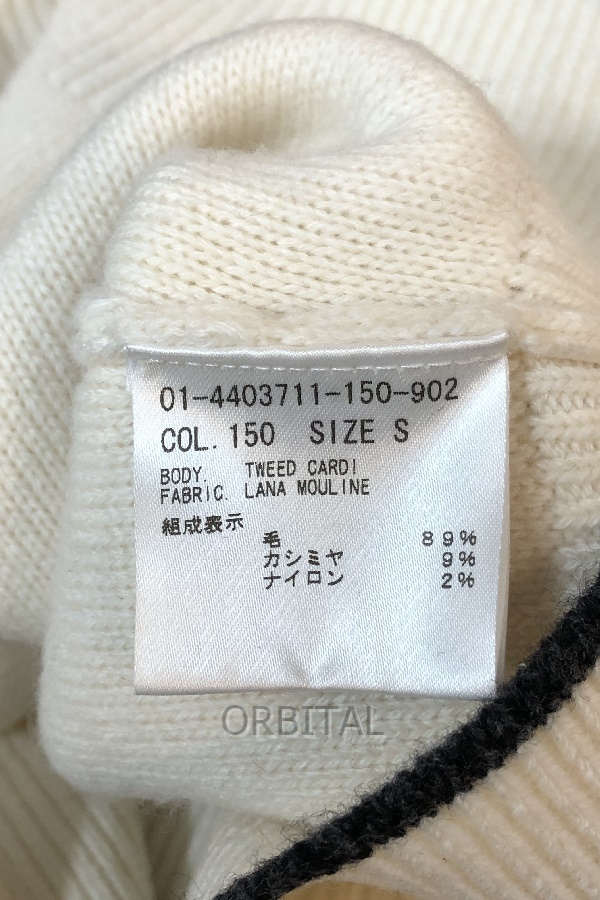 01-4403711-150-902
COL. 150 SIZE S
BODY. TWEED CARDI
FABRIC. LANA MOULINE
組成表示
毛 89%
カシミヤ 9%
ナイロン 2%
ORBITAL